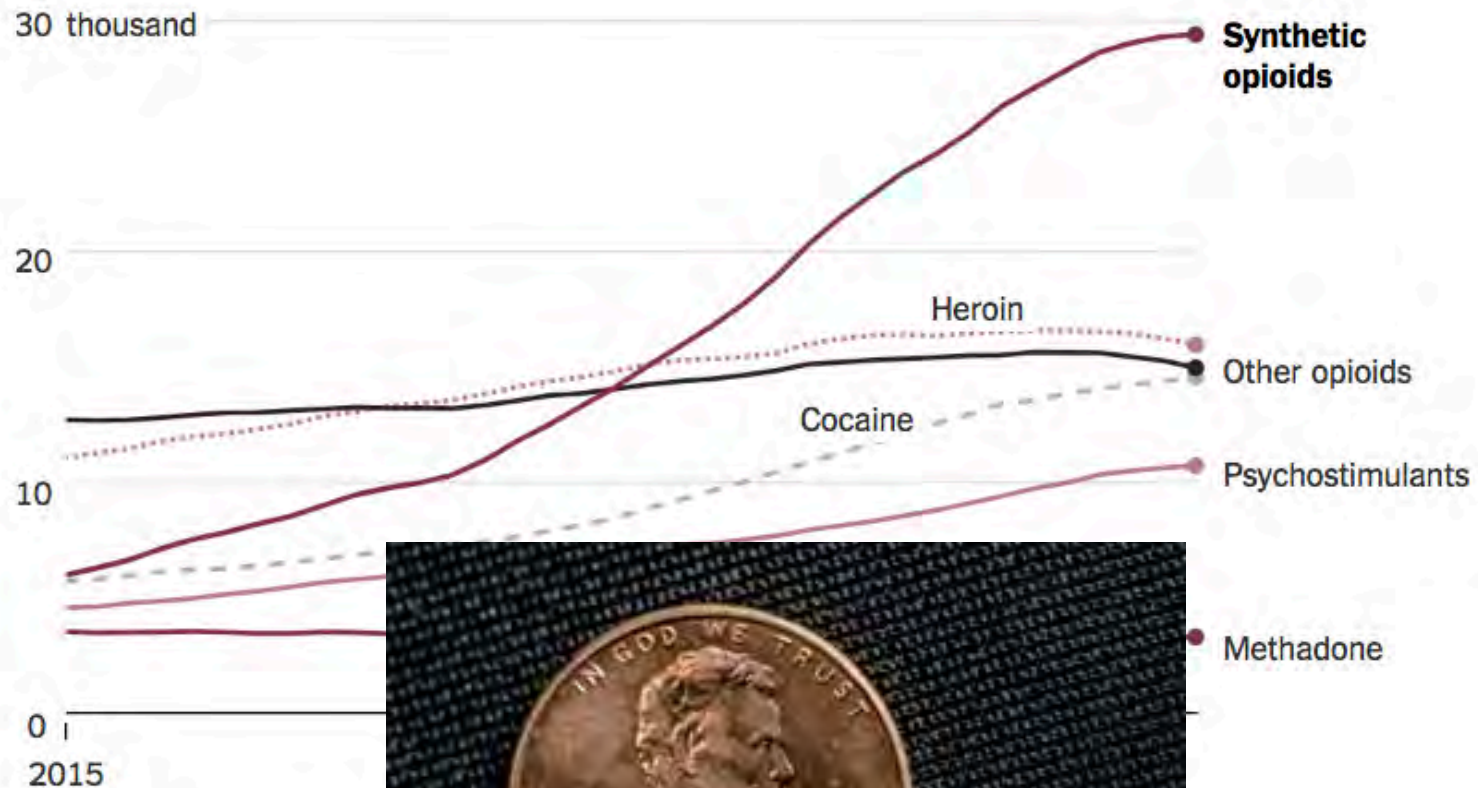 30 thousand
Synthetic
opioids
20
Heroin
Other opioids
Cocaine
10
Psychostimulants
IN GOD WE TRUST
Methadone
0
2015